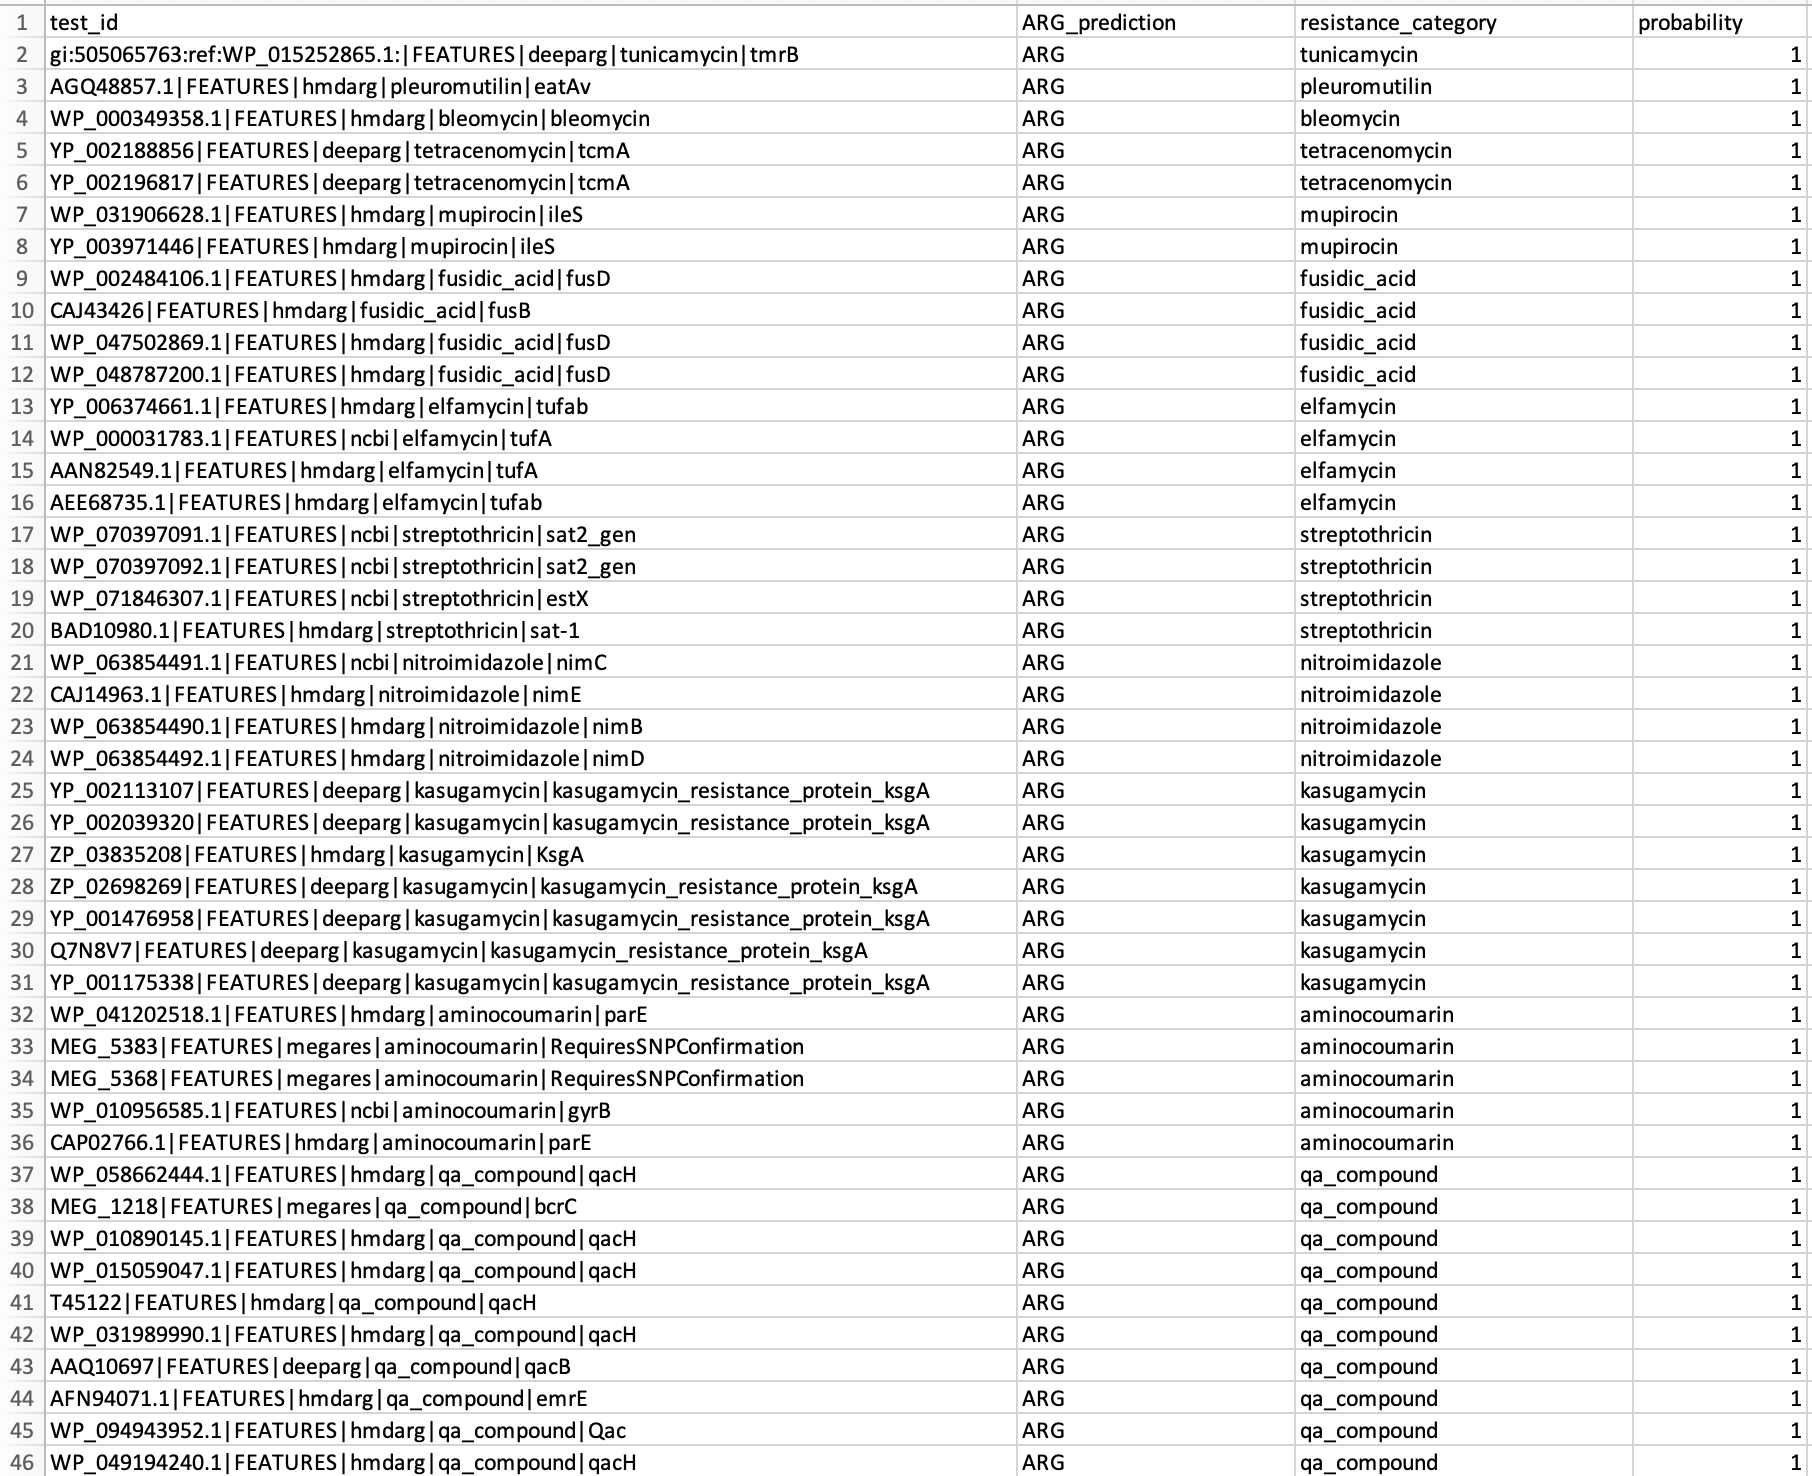 1 test_id ARG_prediction resistance_category probability
2 gi:505065763:ref:WP_015252865.1:|FEATURES|deeparg|tunicamycin|tmrB ARG tunicamycin 1
3 AGQ48857.1|FEATURES|hmdarg|pleuromutilin|eatAv ARG pleuromutilin 1
4 WP_000349358.1|FEATURES|hmdarg|bleomycin|bleomycin ARG bleomycin 1
5 YP_002188856|FEATURES|deeparg|tetracenomycin|tcmA ARG tetracenomycin 1
6 YP_002196817|FEATURES|deeparg|tetracenomycin|tcmA ARG tetracenomycin 1
7 WP_031906628.1|FEATURES|hmdarg|mupirocin|ileS ARG mupirocin 1
8 YP_003971446|FEATURES|hmdarg|mupirocin|ileS ARG mupirocin 1
9 WP_002484106.1|FEATURES|hmdarg|fusidic_acid|fusD ARG fusidic_acid 1
10 CAJ43426|FEATURES|hmdarg|fusidic_acid|fusB ARG fusidic_acid 1
11 WP_047502869.1|FEATURES|hmdarg|fusidic_acid|fusD ARG fusidic_acid 1
12 WP_048787200.1|FEATURES|hmdarg|fusidic_acid|fusD ARG fusidic_acid 1
13 YP_006374661.1|FEATURES|hmdarg|elfamycin|tufab ARG elfamycin 1
14 WP_000031783.1|FEATURES|ncbi|elfamycin|tufA ARG elfamycin 1
15 AAN82549.1|FEATURES|hmdarg|elfamycin|tufA ARG elfamycin 1
16 AEE68735.1|FEATURES|hmdarg|elfamycin|tufab ARG elfamycin 1
17 WP_070397091.1|FEATURES|ncbi|streptothricin|sat2_gen ARG streptothricin 1
18 WP_070397092.1|FEATURES|ncbi|streptothricin|sat2_gen ARG streptothricin 1
19 WP_071846307.1|FEATURES|ncbi|streptothricin|estX ARG streptothricin 1
20 BAD10980.1|FEATURES|hmdarg|streptothricin|sat-1 ARG streptothricin 1
21 WP_063854491.1|FEATURES|ncbi|nitroimidazole|nimC ARG nitroimidazole 1
22 CAJ14963.1|FEATURES|hmdarg|nitroimidazole|nimE ARG nitroimidazole 1
23 WP_063854490.1|FEATURES|hmdarg|nitroimidazole|nimB ARG nitroimidazole 1
24 WP_063854492.1|FEATURES|hmdarg|nitroimidazole|nimD ARG nitroimidazole 1
25 YP_002113107|FEATURES|deeparg|kasugamycin|kasugamycin_resistance_protein_ksgA ARG kasugamycin 1
26 YP_002039320|FEATURES|deeparg|kasugamycin|kasugamycin_resistance_protein_ksgA ARG kasugamycin 1
27 ZP_03835208|FEATURES|hmdarg|kasugamycin|KsgA ARG kasugamycin 1
28 ZP_02698269|FEATURES|deeparg|kasugamycin|kasugamycin_resistance_protein_ksgA ARG kasugamycin 1
29 YP_001476958|FEATURES|deeparg|kasugamycin|kasugamycin_resistance_protein_ksgA ARG kasugamycin 1
30 Q7N8V7|FEATURES|deeparg|kasugamycin|kasugamycin_resistance_protein_ksgA ARG kasugamycin 1
31 YP_001175338|FEATURES|deeparg|kasugamycin|kasugamycin_resistance_protein_ksgA ARG kasugamycin 1
32 WP_041202518.1|FEATURES|hmdarg|aminocoumarin|parE ARG aminocoumarin 1
33 MEG_5383|FEATURES|megares|aminocoumarin|RequiresSNPConfirmation ARG aminocoumarin 1
34 MEG_5368|FEATURES|megares|aminocoumarin|RequiresSNPConfirmation ARG aminocoumarin 1
35 WP_010956585.1|FEATURES|ncbi|aminocoumarin|gyrB ARG aminocoumarin 1
36 CAP02766.1|FEATURES|hmdarg|aminocoumarin|parE ARG aminocoumarin 1
37 WP_058662444.1|FEATURES|hmdarg|qa_compound|qacH ARG qa_compound 1
38 MEG_1218|FEATURES|megares|qa_compound|bcrC ARG qa_compound 1
39 WP_010890145.1|FEATURES|hmdarg|qa_compound|qacH ARG qa_compound 1
40 WP_015059047.1|FEATURES|hmdarg|qa_compound|qacH ARG qa_compound 1
41 T45122|FEATURES|hmdarg|qa_compound|qacH ARG qa_compound 1
42 WP_031989990.1|FEATURES|hmdarg|qa_compound|qacH ARG qa_compound 1
43 AAQ10697|FEATURES|deeparg|qa_compound|qacB ARG qa_compound 1
44 AFN94071.1|FEATURES|hmdarg|qa_compound|emrE ARG qa_compound 1
45 WP_094943952.1|FEATURES|hmdarg|qa_compound|Qac ARG qa_compound 1
46 WP_049194240.1|FEATURES|hmdarg|qa_compound|qacH ARG qa_compound 1